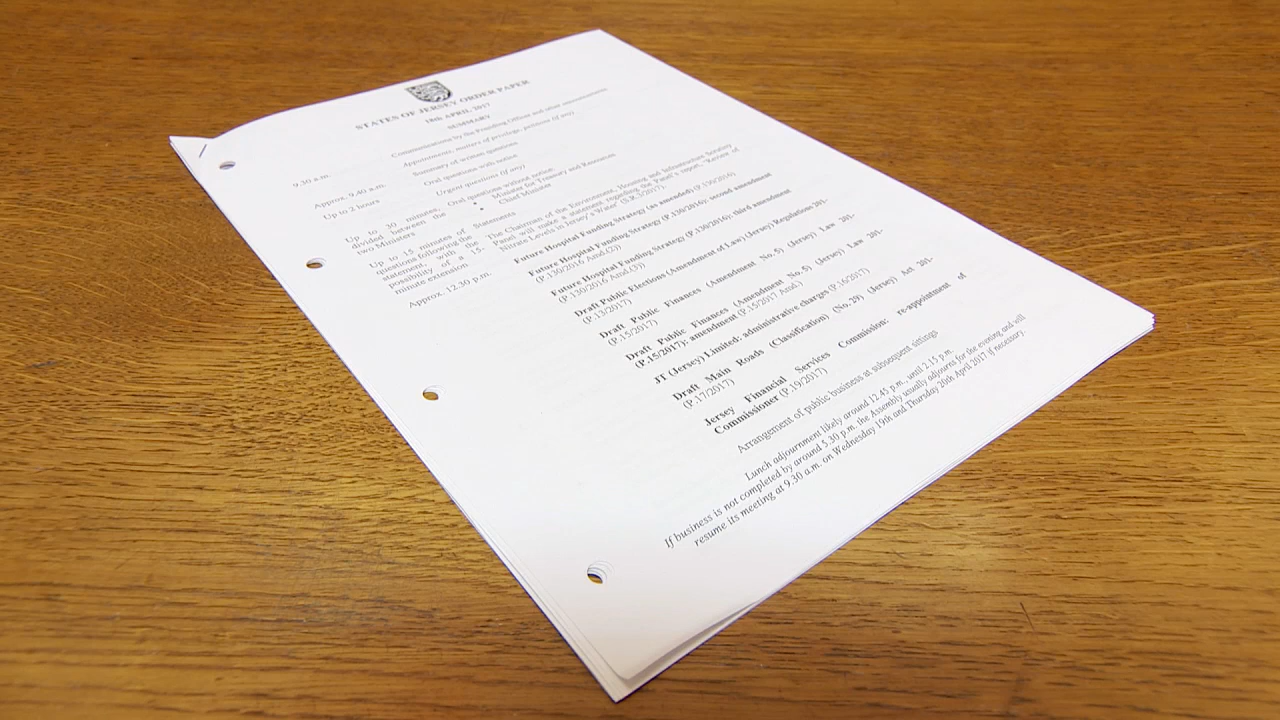 STATES OF JERSEY ORDER PAPER
18th APRIL 2017
SUMMARY
Communications by the Presiding Officer and other announcements
Appointments, matters of privilege, petitions (if any)
9.30 a.m.
Summary of written questions
Approx. 9.40 a.m.
Oral questions with notice
Up to 2 hours
Urgent questions (if any)
Up to 30 minutes, divided between the two Ministers
Oral questions without notice:
• Minister for Treasury and Resources
• Chief Minister
Up to 15 minutes of questions following the statement, with the possibility of a 15-minute extension
Statements
The Chairman of the Environment, Housing and Infrastructure Scrutiny
Panel will make a statement regarding the Panel's report, "Review of
Nitrate Levels in Jersey's Water" (S.R.1/2017).
Approx. 12.30 p.m.
Future Hospital Funding Strategy (as amended) (P.130/2016)
Future Hospital Funding Strategy (P.130/2016): second amendment
(P.130/2016 Amd.(2))
Future Hospital Funding Strategy (P.130/2016): third amendment
(P.130/2016 Amd.(3))
Draft Public Elections (Amendment of Law) (Jersey) Regulations 201-
(P.13/2017)
Draft Public Finances (Amendment No. 5) (Jersey) Law 201-
(P.15/2017)
Draft Public Finances (Amendment No. 5) (Jersey) Law 201-
(P.15/2017): amendment (P.15/2017 Amd.)
JT (Jersey) Limited: administrative charges (P.16/2017)
Draft Main Roads (Classification) (No. 29) (Jersey) Act 201-
(P.17/2017)
Jersey Financial Services Commission: re-appointment of
Commissioner (P.19/2017)
Arrangement of public business at subsequent sittings
Lunch adjournment likely around 12.45 p.m., until 2.15 p.m.
If business is not completed by around 5.30 p.m. the Assembly usually adjourns for the evening and will
resume its meeting at 9.30 a.m. on Wednesday 19th and Thursday 20th April 2017 if necessary.